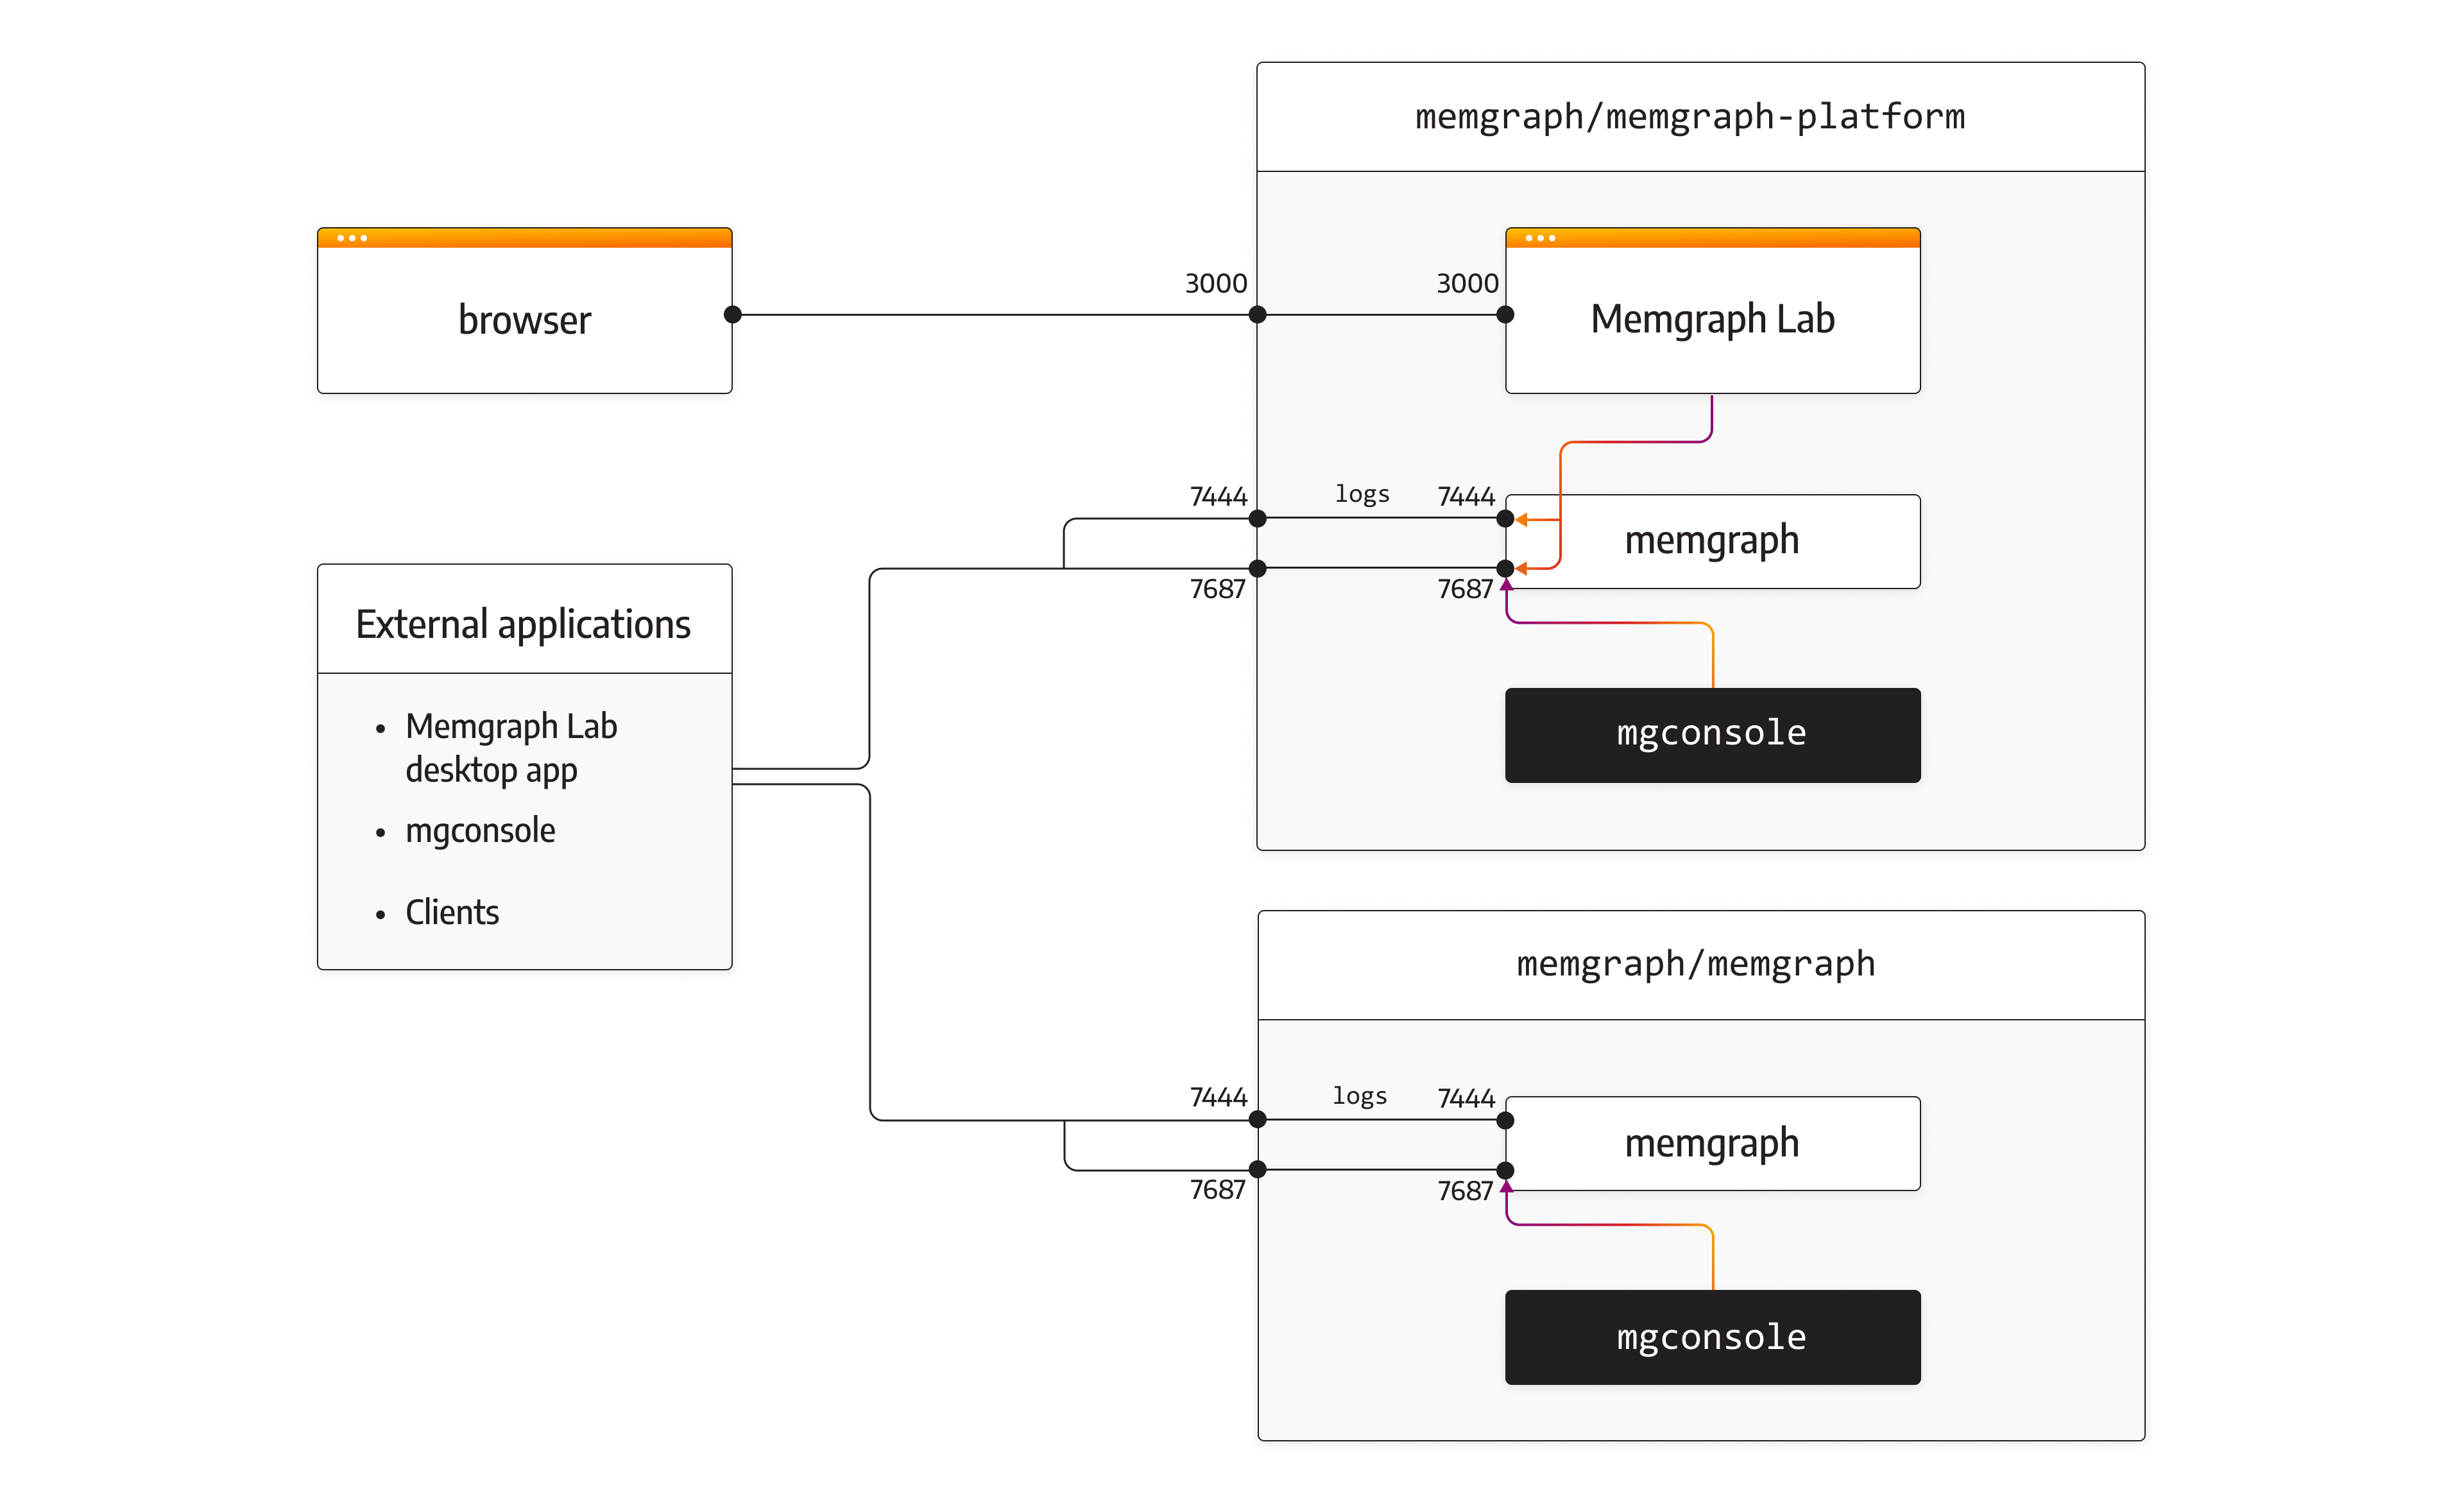 memgraph/memgraph-platform
browser
3000
3000
Memgraph Lab
7444
logs
7444
memgraph
7687
7687
External applications
• Memgraph Lab
desktop app
• mgconsole
• Clients
mgconsole
memgraph/memgraph
7444
logs
7444
memgraph
7687
7687
mgconsole